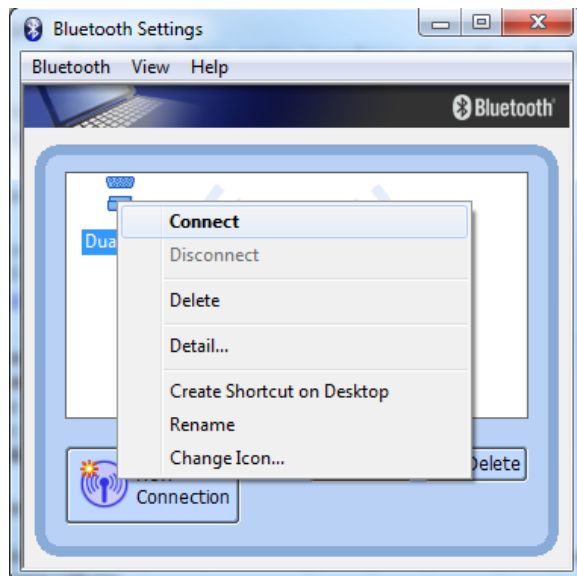 Bluetooth Settings
Bluetooth View Help
Bluetooth
Dua
Connect
Disconnect
Delete
Detail...
Create Shortcut on Desktop
Rename
Change Icon...
Delete
Connection